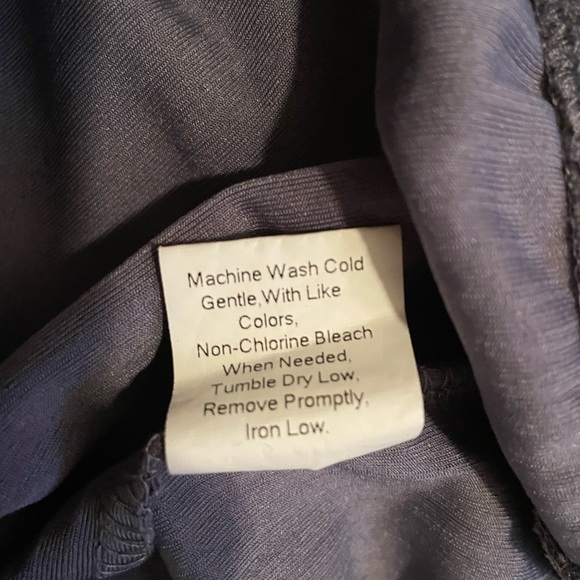 Machine Wash Cold
Gentle,With Like
Colors,
Non-Chlorine Bleach
When Needed,
Tumble Dry Low,
Remove Promptly,
Iron Low.